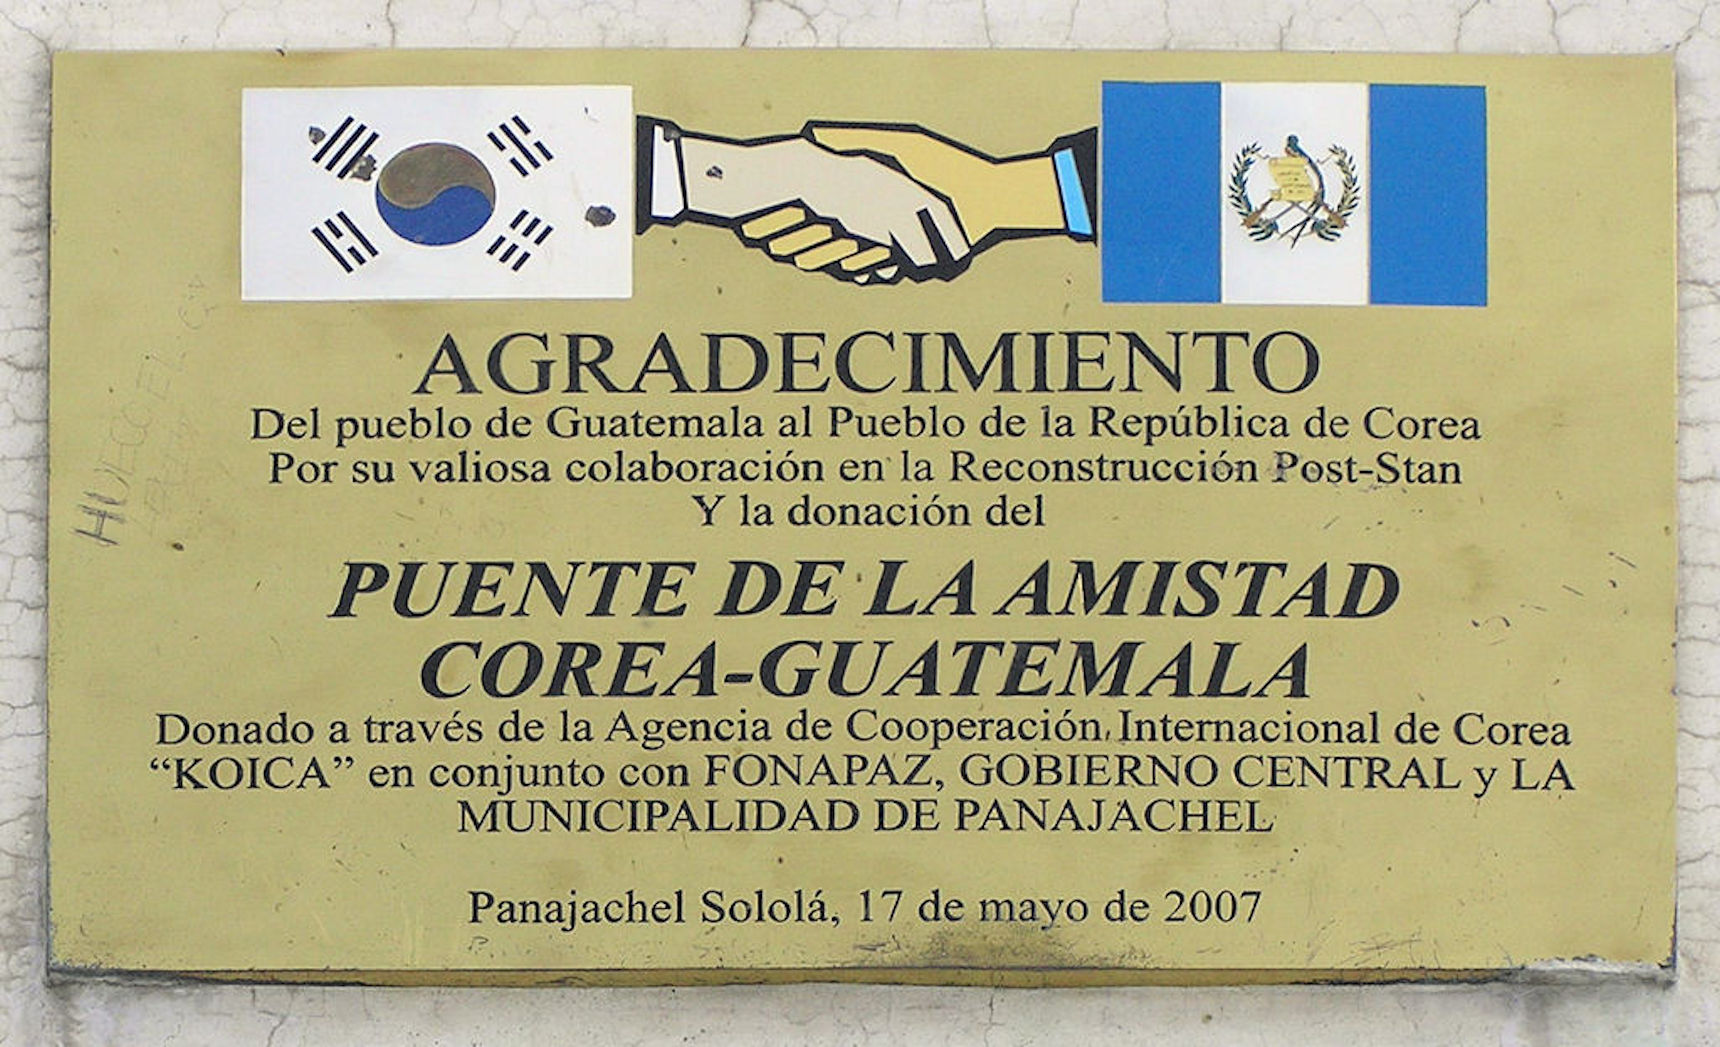 AGRADECIMIENTO
Del pueblo de Guatemala al Pueblo de la República de Corea
Por su valiosa colaboración en la Reconstrucción Post-Stan
Y la donación del
PUENTE DE LA AMISTAD
COREA-GUATEMALA
Donado a través de la Agencia de Cooperación Internacional de Corea
“KOICA” en conjunto con FONAPAZ, GOBIERNO CENTRAL y LA
MUNICIPALIDAD DE PANAJACHEL
Panajachel Sololá, 17 de mayo de 2007